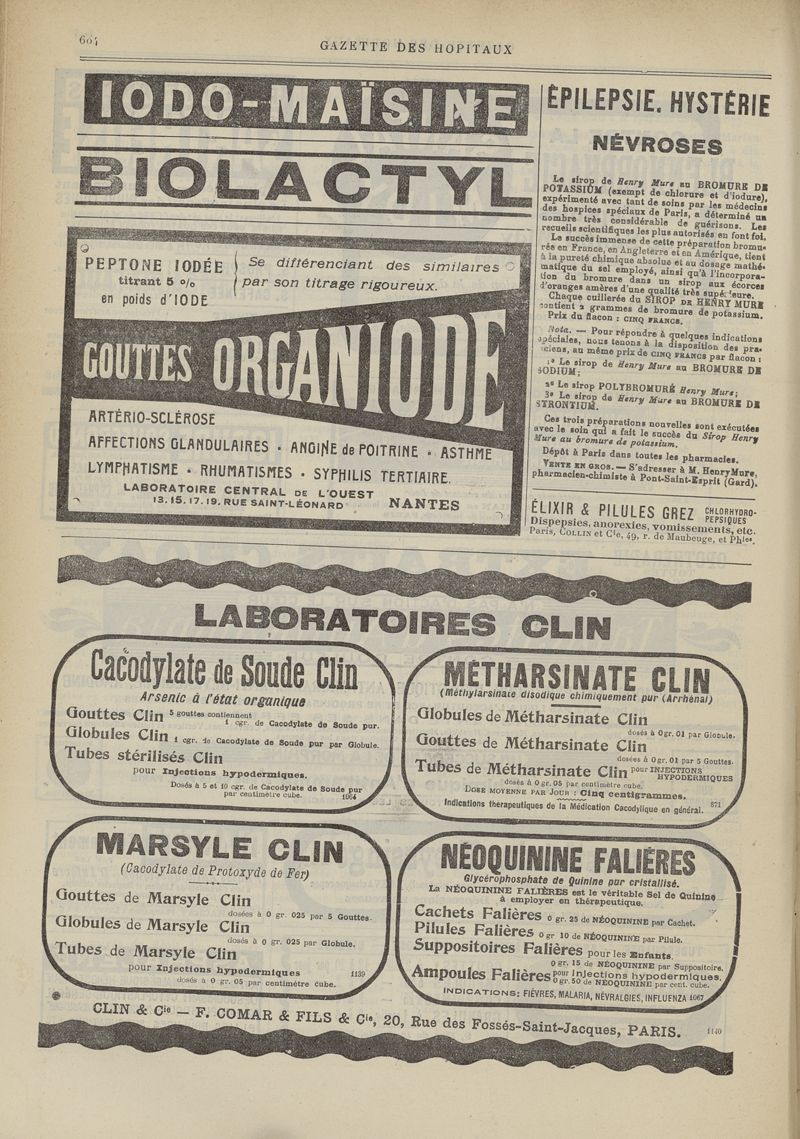 604
GAZETTE DES HOPITAUX
IODO-MAÏSINE
BIOLACTYL
PEPTONE IODÉE
titrant 5 %
en poids d'IODE
Se différenciant des similaires
par son titrage rigoureux.
GOUTTES ORGANIODE
ARTÉRIO-SCLÉROSE
AFFECTIONS GLANDULAIRES • ANGINE de POITRINE • ASTHME
LYMPHATISME • RHUMATISMES • SYPHILIS TERTIAIRE.
LABORATOIRE CENTRAL DE L'OUEST
13.15.17.19. RUE SAINT-LÉONARD NANTES
ÉPILEPSIE. HYSTÉRIE
NÉVROSES
Le sirop de Henry Mure au BROMURE DE
POTASSIUM (exempt de chlorure et d'iodure),
expérimenté avec tant de soins par les médecins
des hospices spéciaux de Paris, a déterminé un
nombre très considérable de guérisons. Les
recueils scientifiques les plus autorisés en font foi.
Le succès immense de cette préparation bromu-
rée en France, en Angleterre et en Amérique, tient
à la pureté chimique absolue et au dosage mathé-
matique du sel employé, ainsi qu'à l'incorpora-
tion du bromure dans un sirop aux écorces
d'oranges amères d'une qualité très supérieure.
Chaque cuillerée du SIROP DE HENRY MURE
contient 2 grammes de bromure de potassium.
Prix du flacon : CINQ FRANCS.
Nota. — Pour répondre à quelques indications
spéciales, nous tenons à la disposition des pra-
ticiens, au même prix de CINQ FRANCS par flacon :
1° Le sirop de Henry Mure au BROMURE DE
SODIUM;
2° Le sirop POLYBROMURÉ Henry Mure;
3° Le sirop de Henry Mure au BROMURE DE
STRONTIUM.
Ces trois préparations nouvelles sont exécutées
avec le soin qui a fait le succès du Sirop Henry
Mure au bromure de potassium.
Dépôt à Paris dans toutes les pharmacies.
VENTE EN GROS. — S'adresser à M. Henry Mure,
pharmacien-chimiste à Pont-Saint-Esprit (Gard).
ÉLIXIR & PILULES GREZ CHLORHYDRO-
PEPSIQUES
Dispepsies, anorexies, vomissements, etc.
Paris, COLLIN et Cie, 49, r. de Maubeuge, et Phies.
LABORATOIRES CLIN
Cacodylate de Soude Clin
Arsenic à l'état organique
Gouttes Clin 5 gouttes contiennent
1 cgr. de Cacodylate de Soude pur.
Globules Clin 1 cgr. de Cacodylate de Soude pur par Globule.
Tubes stérilisés Clin
pour Injections hypodermiques.
Dosés à 5 et 10 cgr. de Cacodylate de Soude pur
par centimètre cube. 1064
MÉTHARSINATE CLIN
(Méthylarsinate disodique chimiquement pur (Arrhénal)
Globules de Métharsinate Clin
dosés à 0 gr. 01 par Globule.
Gouttes de Métharsinate Clin
dosées à 0 gr. 01 par 5 Gouttes.
Tubes de Métharsinate Clin pour INJECTIONS
HYPODERMIQUES
dosés à 0 gr. 05 par centimètre cube.
DOSE MOYENNE PAR JOUR : Cinq centigrammes.
Indications thérapeutiques de la Médication Cacodylique en général. 871
MARSYLE CLIN
(Cacodylate de Protoxyde de Fer)
Gouttes de Marsyle Clin
dosées à 0 gr. 025 par 5 Gouttes.
Globules de Marsyle Clin
dosés à 0 gr. 025 par Globule.
Tubes de Marsyle Clin
pour Injections hypodermiques 1139
dosés à 0 gr. 05 par centimètre cube.
NÉOQUININE FALIÈRES
Glycérophosphate de Quinine pur cristallisé.
La NÉOQUININE FALIÈRES est le véritable Sel de Quinine
à employer en thérapeutique.
Cachets Falières 0 gr. 25 de NÉOQUININE par Cachet.
Pilules Falières 0 gr 10 de NÉOQUININE par Pilule.
Suppositoires Falières pour les Enfants.
0 gr. 15 de NÉOQUININE par Suppositoire.
Ampoules Falières pour Injections hypodermiques.
0 gr. 50 de NÉOQUININE par cent. cube.
INDICATIONS: FIÈVRES, MALARIA, NÉVRALGIES, INFLUENZA 1067
CLIN & Cie — F. COMAR & FILS & Cie, 20, Rue des Fossés-Saint-Jacques, PARIS. 1140